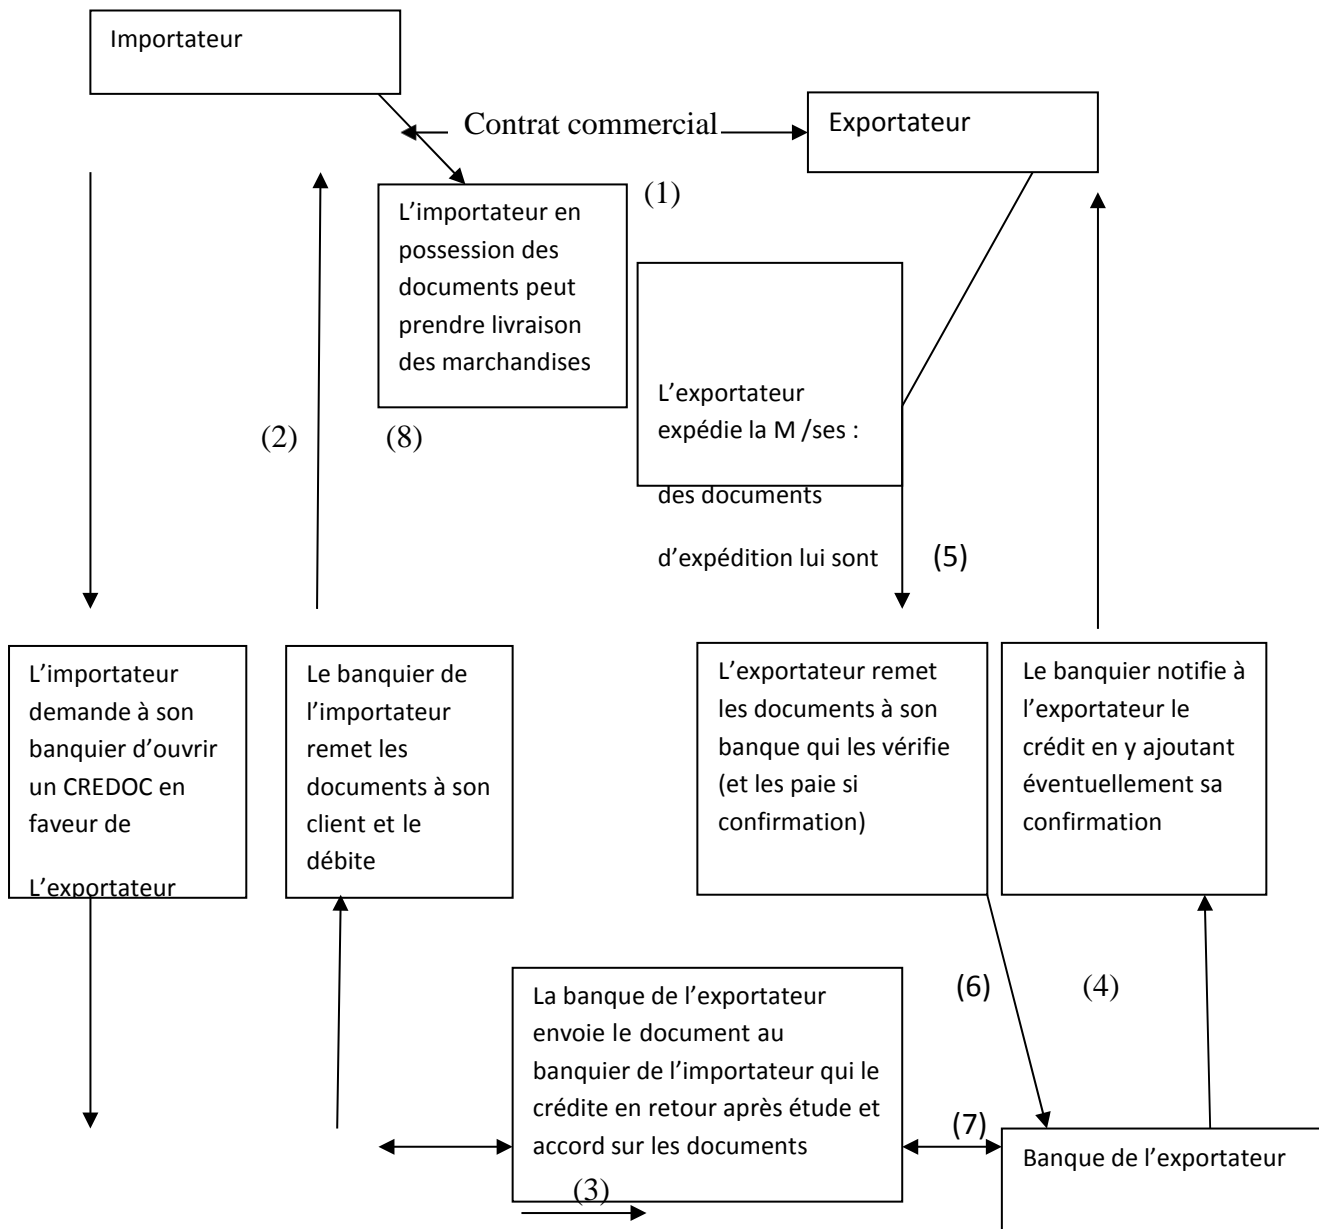 Importateur
Contrat commercial
Exportateur
(1)
L’importateur en
possession des
documents peut
prendre livraison
des marchandises
L’exportateur
expédie la M /ses :
des documents
d’expédition lui sont
(2)
(8)
(5)
L’importateur
demande à son
banquier d’ouvrir
un CREDOC en
faveur de
L’exportateur
Le banquier de
l’importateur
remet les
documents à son
client et le
débite
L’exportateur remet
les documents à son
banque qui les vérifie
(et les paie si
confirmation)
Le banquier notifie à
l’exportateur le
crédit en y ajoutant
éventuellement sa
confirmation
(6)
(4)
La banque de l’exportateur
envoie le document au
banquier de l’importateur qui le
crédite en retour après étude et
accord sur les documents
(7)
(3)
Banque de l’exportateur